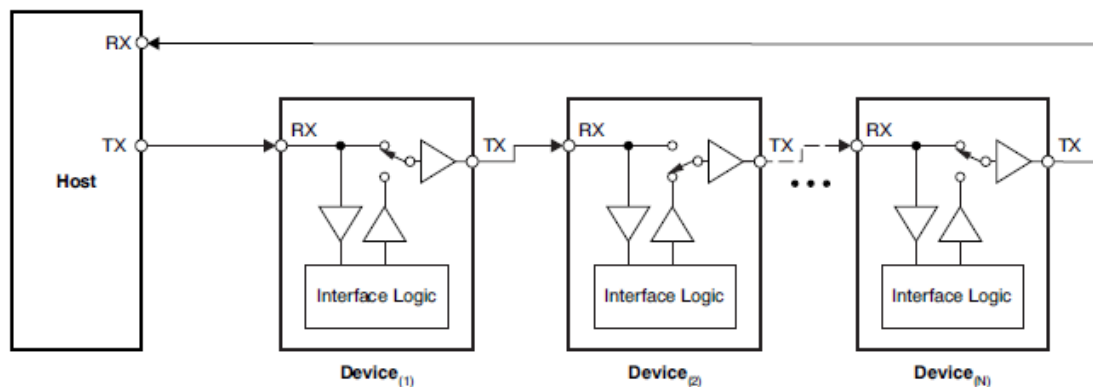 RX
TX
Host
RX
TX
Interface Logic
Device(1)
RX
TX
Interface Logic
Device(2)
•••
RX
TX
Interface Logic
Device(N)